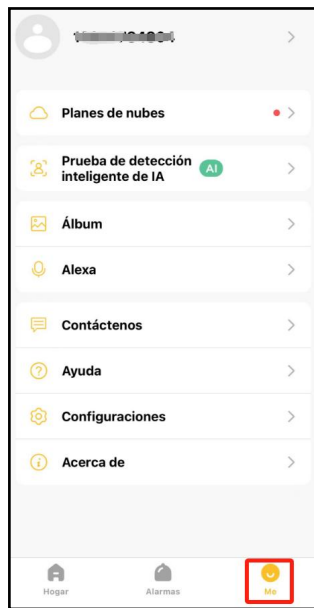 Planes de nubes
Prueba de detección
inteligente de IA
AI
Álbum
Alexa
Contáctenos
Ayuda
Configuraciones
Acerca de
Hogar
Alarmas
Me